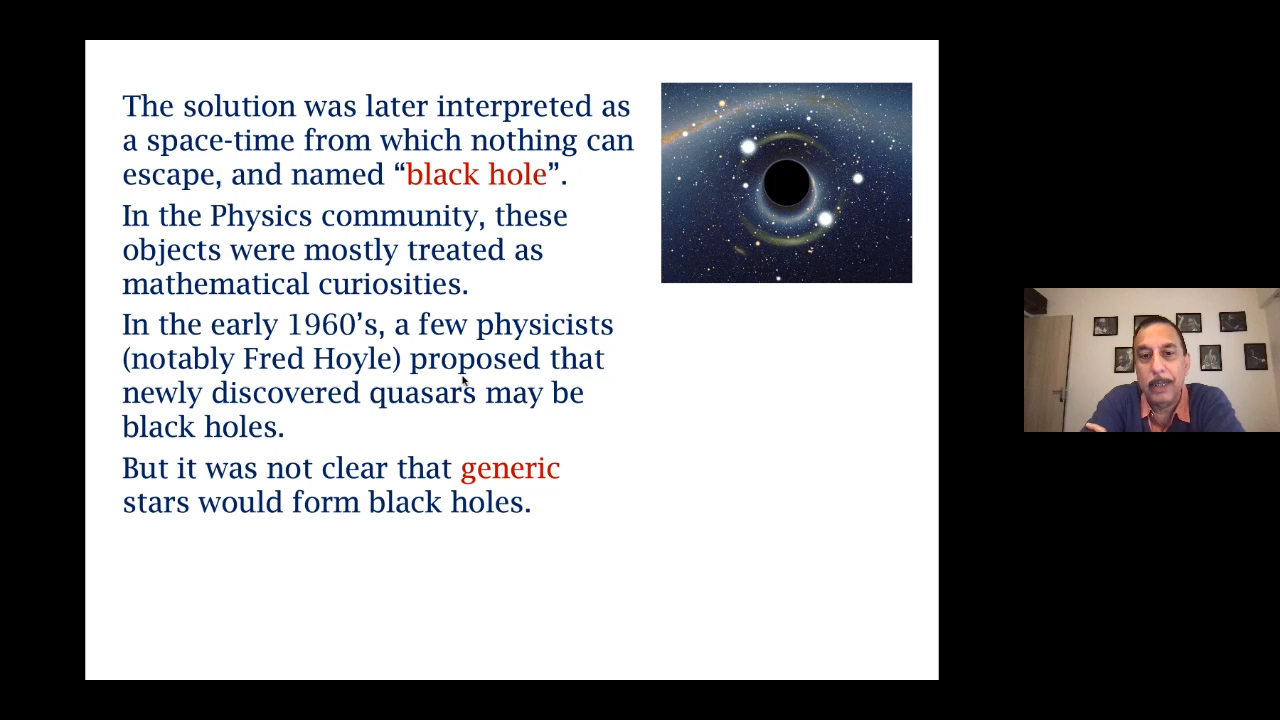 The solution was later interpreted as
a space-time from which nothing can
escape, and named “black hole”.
In the Physics community, these
objects were mostly treated as
mathematical curiosities.
In the early 1960’s, a few physicists
(notably Fred Hoyle) proposed that
newly discovered quasars may be
black holes.
But it was not clear that generic
stars would form black holes.